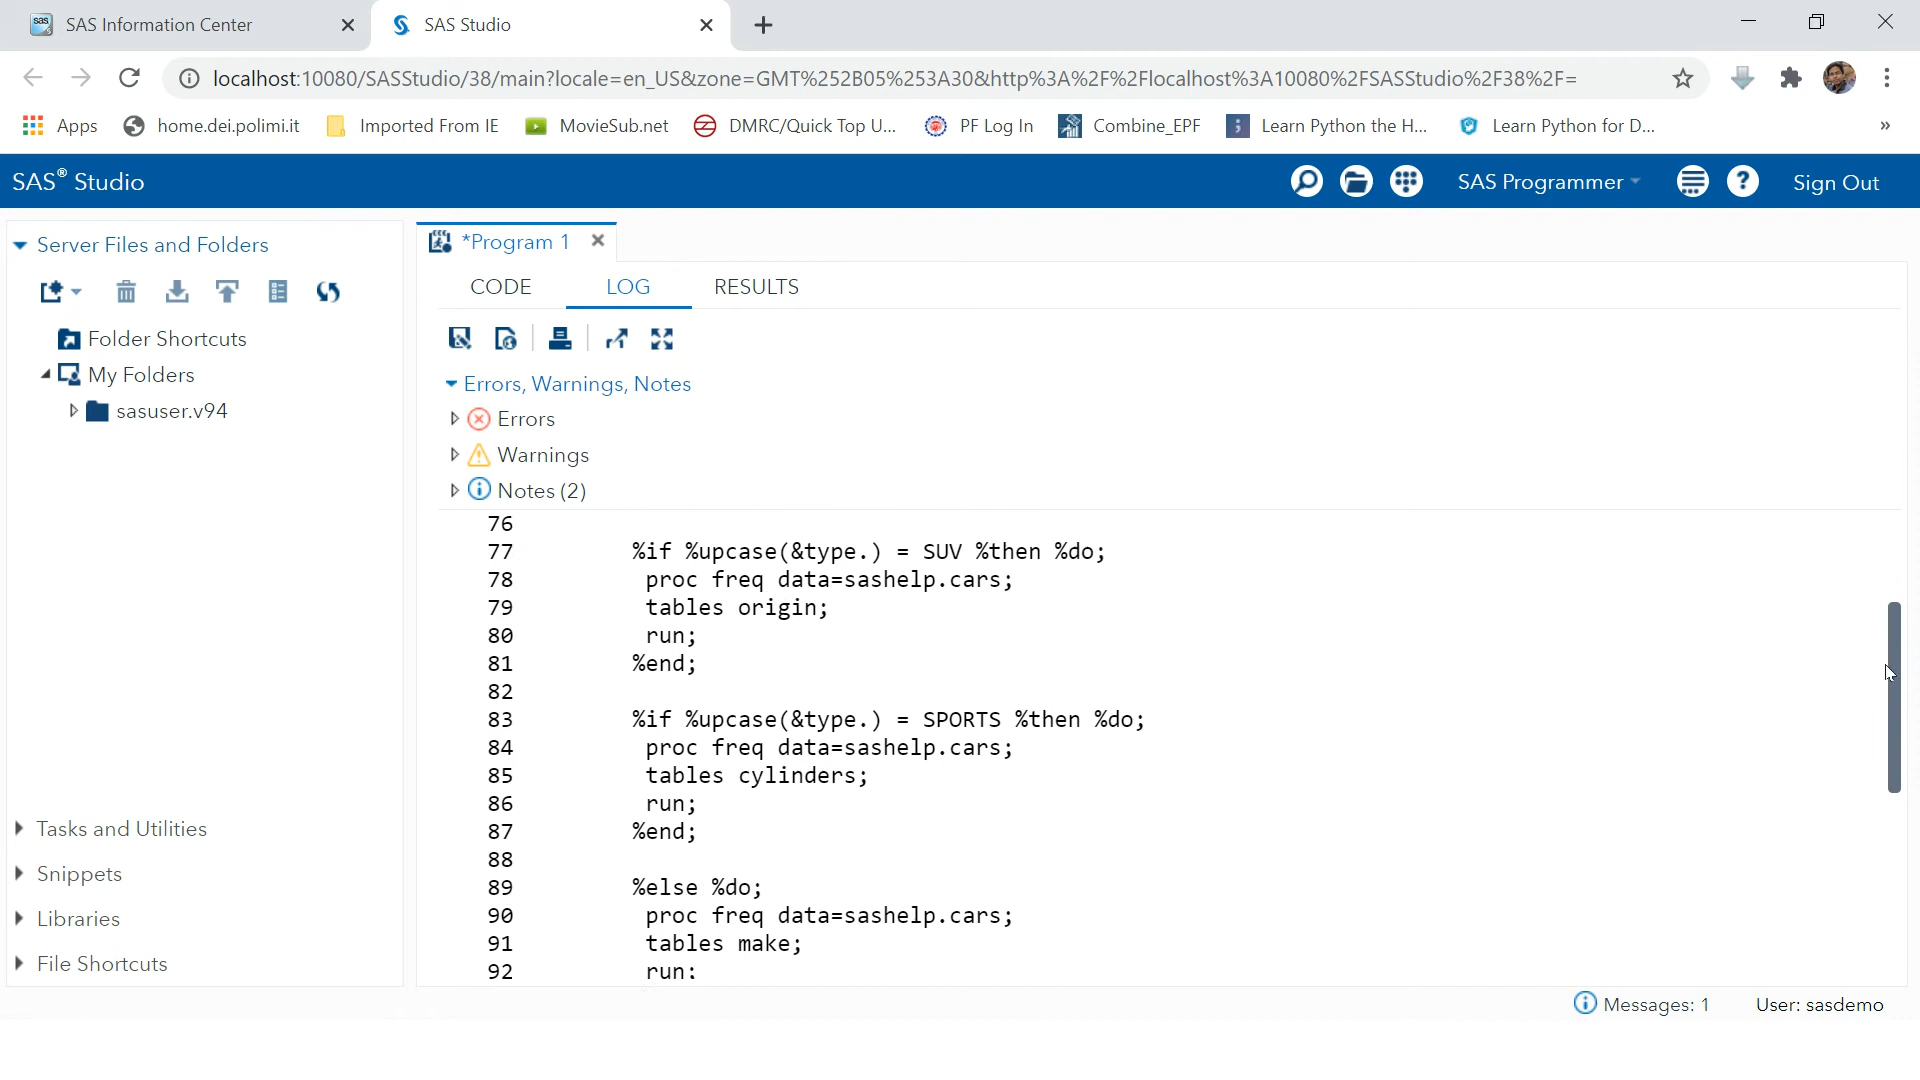 SAS Information Center
SAS Studio
localhost:10080/SASStudio/38/main?locale=en_US&zone=GMT%252B05%253A30&http%3A%2F%2Flocalhost%3A10080%2FSASStudio%2F38%2F=
Apps
home.dei.polimi.it
Imported From IE
MovieSub.net
DMRC/Quick Top U...
PF Log In
Combine_EPF
Learn Python the H...
Learn Python for D...
»
SAS® Studio
SAS Programmer
Sign Out
Server Files and Folders
*Program 1
CODE
LOG
RESULTS
Folder Shortcuts
My Folders
sasuser.v94
Errors, Warnings, Notes
Errors
Warnings
Notes (2)
76
77 %if %upcase(&type.) = SUV %then %do;
78 proc freq data=sashelp.cars;
79 tables origin;
80 run;
81 %end;
82
83 %if %upcase(&type.) = SPORTS %then %do;
84 proc freq data=sashelp.cars;
85 tables cylinders;
86 run;
87 %end;
88
89 %else %do;
90 proc freq data=sashelp.cars;
91 tables make;
92 run;
Tasks and Utilities
Snippets
Libraries
File Shortcuts
Messages: 1
User: sasdemo